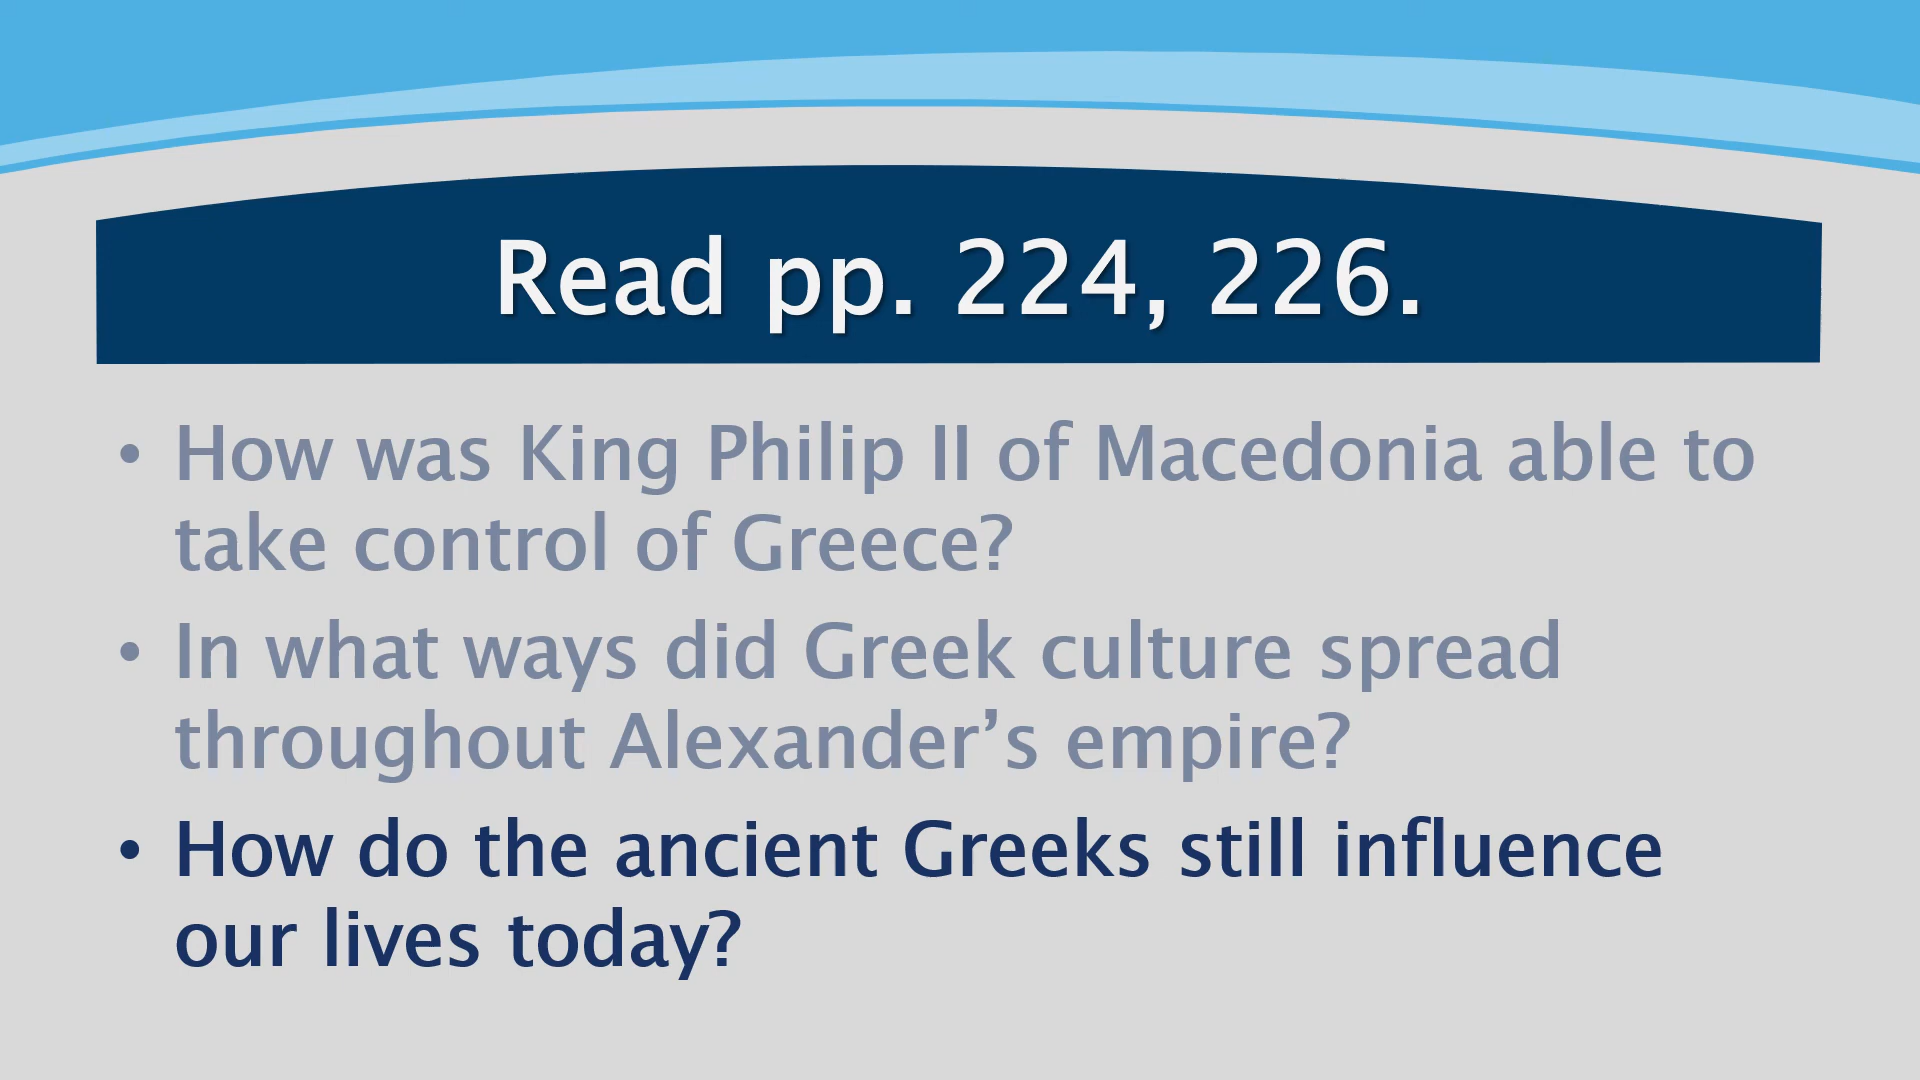 Read pp. 224, 226.
• How was King Philip II of Macedonia able to
take control of Greece?
• In what ways did Greek culture spread
throughout Alexander’s empire?
• How do the ancient Greeks still influence
our lives today?